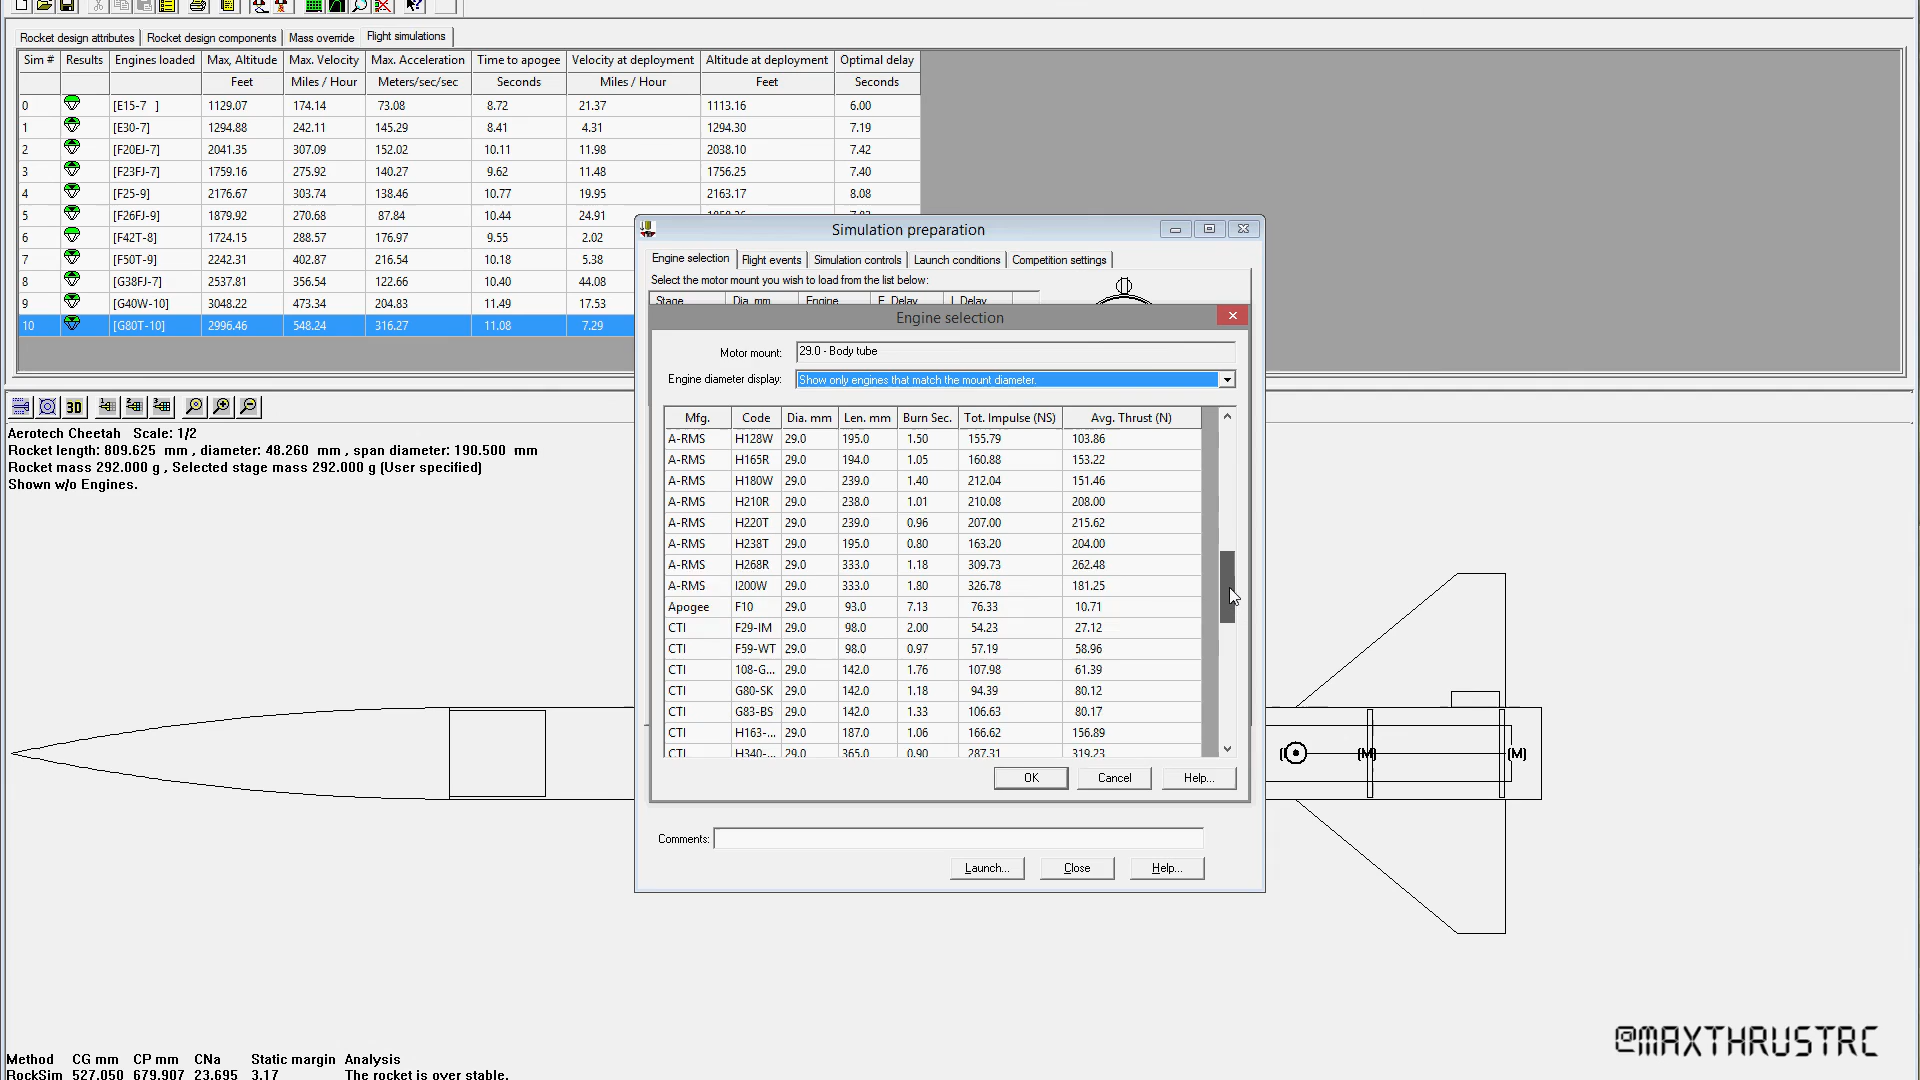 Rocket design attributes Rocket design components Mass override Flight simulations
Sim # Results Engines loaded Max, Altitude Max. Velocity Max. Acceleration Time to apogee Velocity at deployment Altitude at deployment Optimal delay
Feet Miles / Hour Meters/sec/sec Seconds Miles / Hour Feet Seconds
0 [E15-7 ] 1129.07 174.14 73.08 8.72 21.37 1113.16 6.00
1 [E30-7] 1294.88 242.11 145.29 8.41 4.31 1294.30 7.19
2 [F20EJ-7] 2041.35 307.09 152.02 10.11 11.98 2038.10 7.42
3 [F23FJ-7] 1759.16 275.92 140.27 9.62 11.48 1756.25 7.40
4 [F25-9] 2176.67 303.74 138.46 10.77 19.95 2163.17 8.08
5 [F26FJ-9] 1879.92 270.68 87.84 10.44 24.91
6 [F42T-8] 1724.15 288.57 176.97 9.55 2.02
7 [F50T-9] 2242.31 402.87 216.54 10.18 5.38
8 [G38FJ-7] 2537.81 356.54 122.66 10.40 44.08
9 [G40W-10] 3048.22 473.34 204.83 11.49 17.53
10 [G80T-10] 2996.46 548.24 316.27 11.08 7.29
Simulation preparation
Engine selection Flight events Simulation controls Launch conditions Competition settings
Select the motor mount you wish to load from the list below:
Stage Dia. mm Engine E. Delay I. Delay
Engine selection
Motor mount: 29.0 - Body tube
Engine diameter display: Show only engines that match the mount diameter.
Mfg. Code Dia. mm Len. mm Burn Sec. Tot. Impulse (NS) Avg. Thrust (N)
A-RMS H128W 29.0 195.0 1.50 155.79 103.86
A-RMS H165R 29.0 194.0 1.05 160.88 153.22
A-RMS H180W 29.0 239.0 1.40 212.04 151.46
A-RMS H210R 29.0 238.0 1.01 210.08 208.00
A-RMS H220T 29.0 239.0 0.96 207.00 215.62
A-RMS H238T 29.0 195.0 0.80 163.20 204.00
A-RMS H268R 29.0 333.0 1.18 309.73 262.48
A-RMS I200W 29.0 333.0 1.80 326.78 181.25
Apogee F10 29.0 93.0 7.13 76.33 10.71
CTI F29-IM 29.0 98.0 2.00 54.23 27.12
CTI F59-WT 29.0 98.0 0.97 57.19 58.96
CTI 108-G... 29.0 142.0 1.76 107.98 61.39
CTI G80-SK 29.0 142.0 1.18 94.39 80.12
CTI G83-BS 29.0 142.0 1.33 106.63 80.17
CTI H163-... 29.0 187.0 1.06 166.62 156.89
CTI H340-... 29.0 365.0 0.90 287.31 319.23
OK Cancel Help...
Comments:
Launch... Close Help...
3D
Aerotech Cheetah Scale: 1/2
Rocket length: 809.625 mm , diameter: 48.260 mm , span diameter: 190.500 mm
Rocket mass 292.000 g , Selected stage mass 292.000 g (User specified)
Shown w/o Engines.
(M) (M)
@MAXTHRUSTRC
Method CG mm CP mm CNa Static margin Analysis
RockSim 527.050 679.907 23.695 3.17 The rocket is over stable.